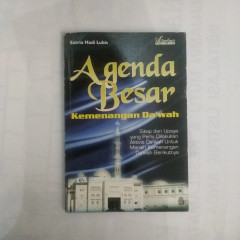 Satria Hadi Lubis
Agenda
Besar
Kemenangan Da'wah
Sikap dan Upaya
yang Perlu Dilakukan
Aktivis Da'wah Untuk
Meraih Kemenangan
Da'wah Berikutnya